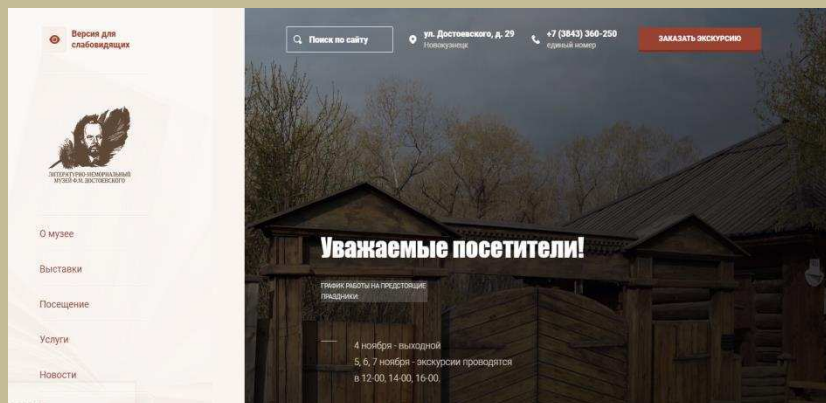 Версия для
слабовидящих
Поиск по сайту
ул. Достоевского, д. 29
Новокузнецк
+7 (3843) 360-250
единый номер
ЗАКАЗАТЬ ЭКСКУРСИЮ
ЛИТЕРАТУРНО-МЕМОРИАЛЬНЫЙ
МУЗЕЙ Ф.М. ДОСТОЕВСКОГО
О музее
Выставки
Посещение
Услуги
Новости
Уважаемые посетители!
ГРАФИК РАБОТЫ НА ПРЕДСТОЯЩИЕ
ПРАЗДНИКИ:
4 ноября - выходной
5, 6, 7 ноября - экскурсии проводятся
в 12-00, 14-00, 16-00.